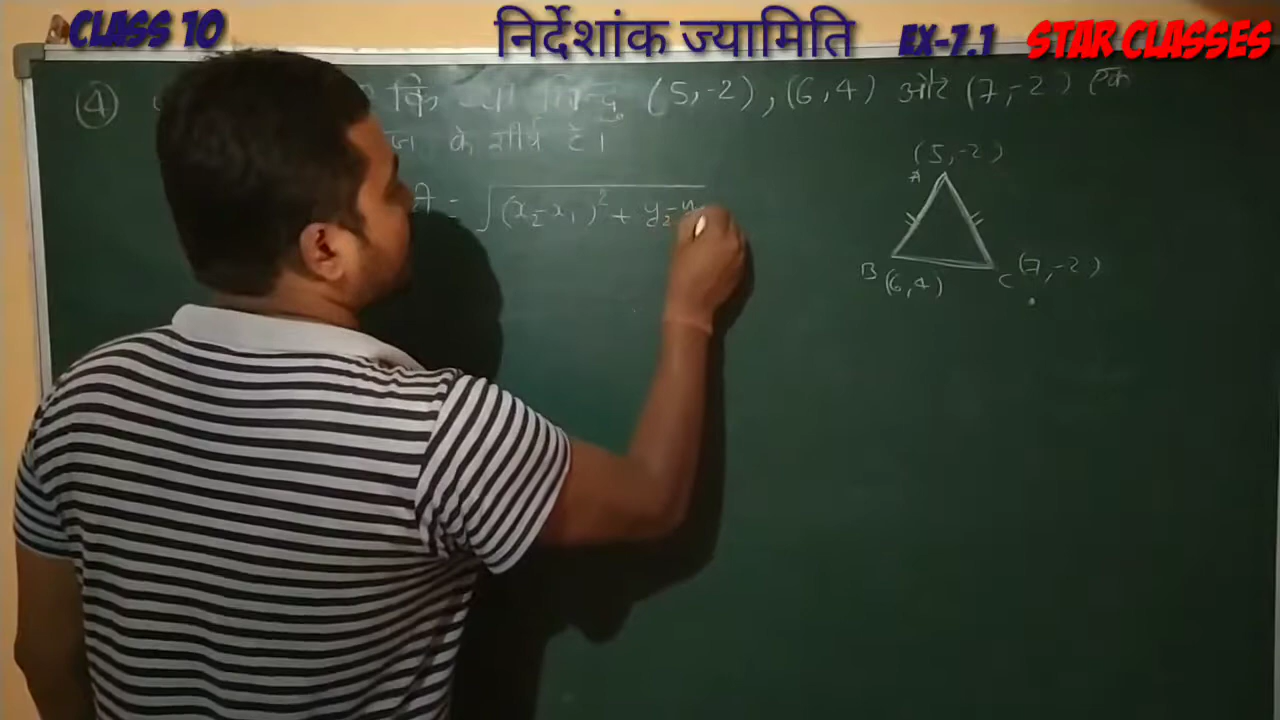 CLASS 10 निर्देशांक ज्यामिति EX-7.1 STAR CLASSES
(4) कि (5,-2), (6,4) और (7,-2) एक
के शीर्ष है।
= √(x₂-x₁)² + y₂-y
(5,-2)
A
B (6,4)
C (7,-2)